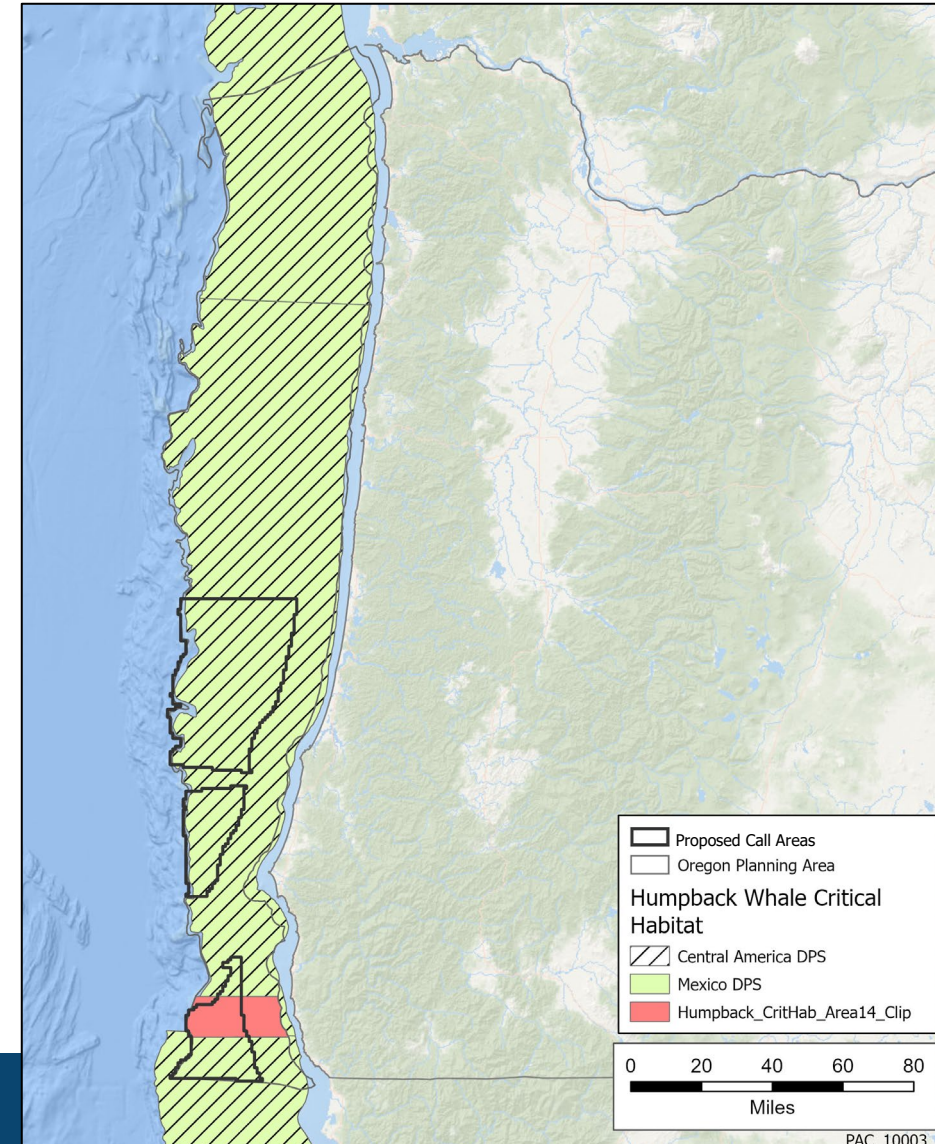 Proposed Call Areas
Oregon Planning Area
Humpback Whale Critical
Habitat
Central America DPS
Mexico DPS
Humpback_CritHab_Area14_Clip
0 20 40 60 80
Miles
PAC_10003